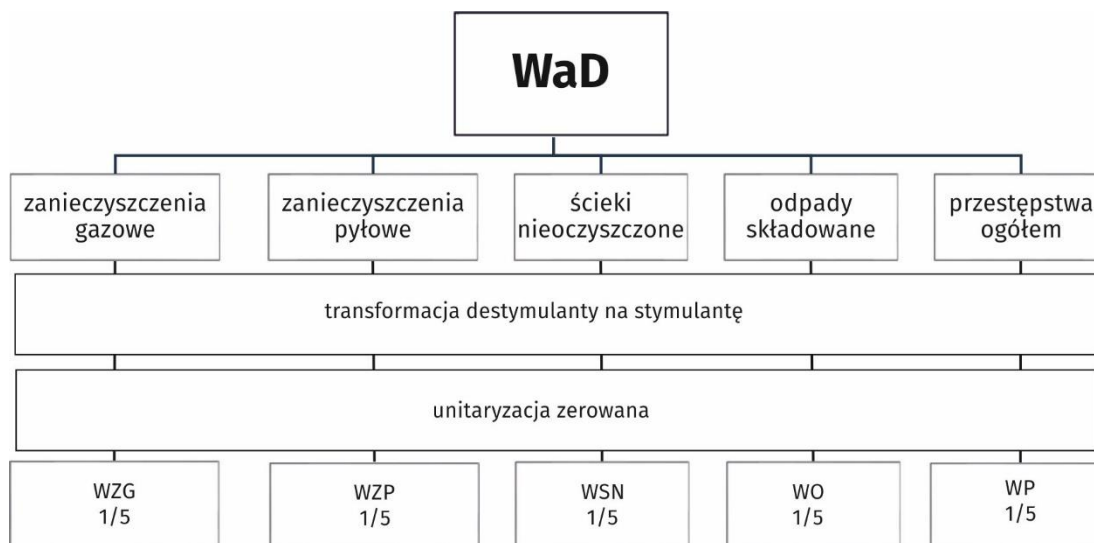 WaD
zanieczyszczenia
gazowe
zanieczyszczenia
pyłowe
ścieki
nieoczyszczone
odpady
składowane
przestępstwa
ogółem
transformacja destymulanty na stymulantę
unitaryzacja zerowana
WZG
1/5
WZP
1/5
WSN
1/5
WO
1/5
WP
1/5